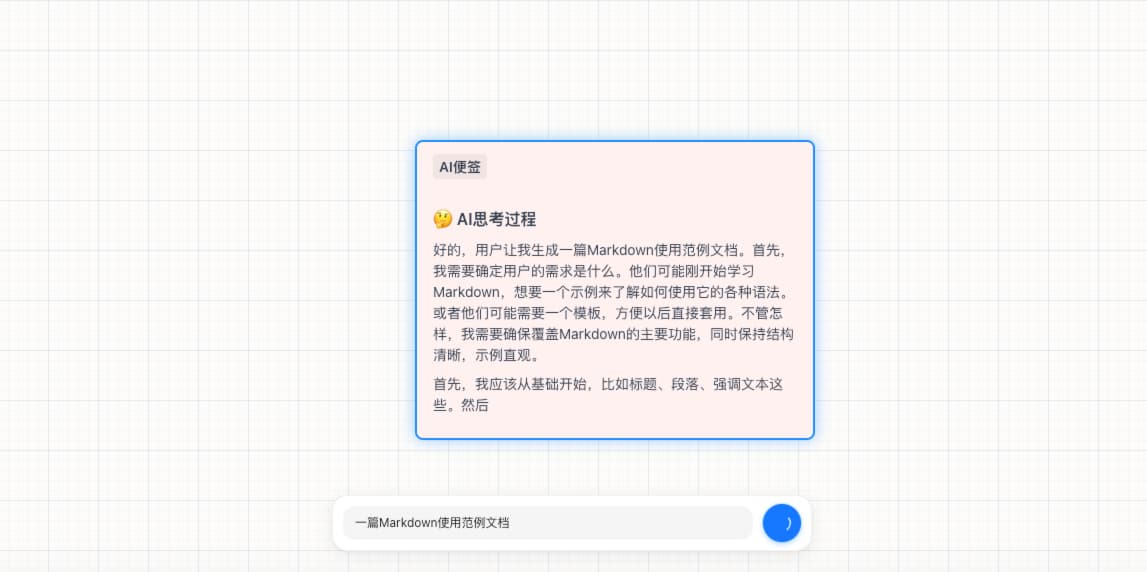 AI便签
🤔 AI思考过程
好的，用户让我生成一篇Markdown使用范例文档。首先，
我需要确定用户的需求是什么。他们可能刚开始学习
Markdown，想要一个示例来了解如何使用它的各种语法。
或者他们可能需要一个模板，方便以后直接套用。不管怎
样，我需要确保覆盖Markdown的主要功能，同时保持结构
清晰，示例直观。
首先，我应该从基础开始，比如标题、段落、强调文本这
些。然后
一篇Markdown使用范例文档